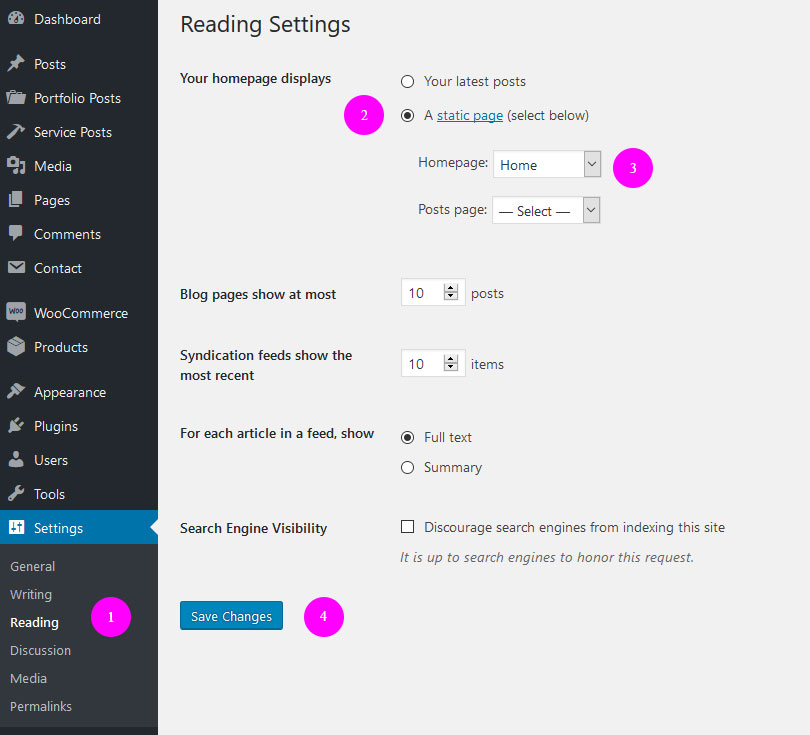 Dashboard
Posts
Portfolio Posts
Service Posts
Media
Pages
Comments
Contact
WOO WooCommerce
Products
Appearance
Plugins
Users
Tools
Settings
General
Writing
Reading 1
Discussion
Media
Permalinks
Reading Settings
Your homepage displays
Your latest posts
2 A static page (select below)
Homepage: Home 3
Posts page: — Select —
Blog pages show at most 10 posts
Syndication feeds show the
most recent
10 items
For each article in a feed, show
Full text
Summary
Search Engine Visibility
Discourage search engines from indexing this site
It is up to search engines to honor this request.
Save Changes 4